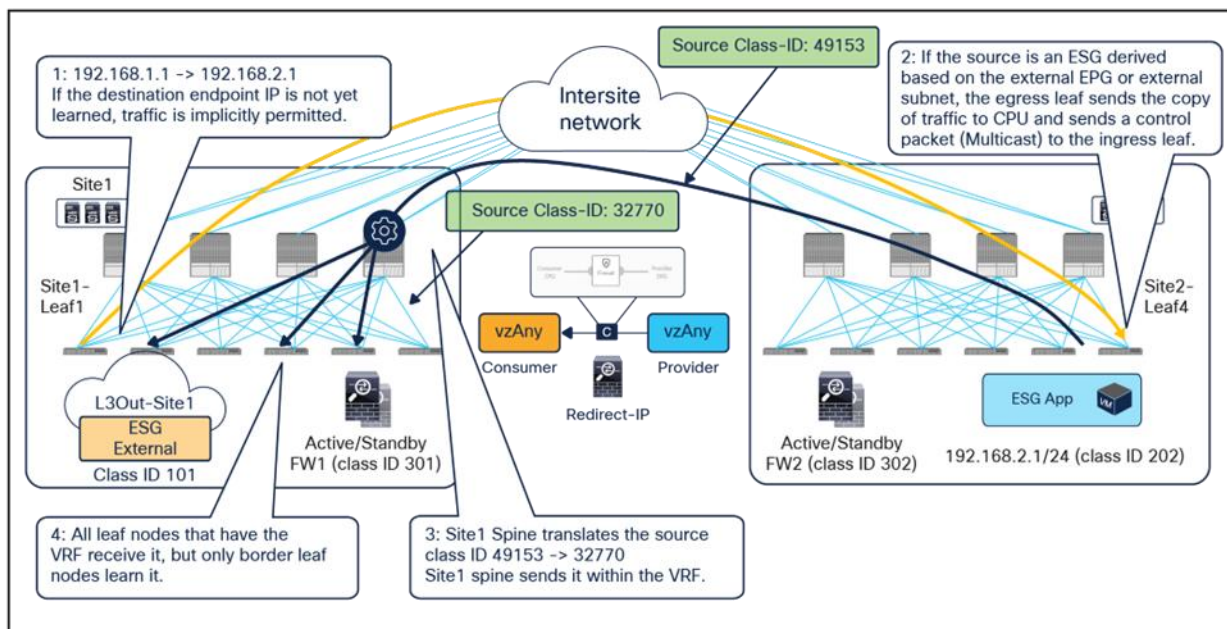 Source Class-ID: 49153
1: 192.168.1.1 -> 192.168.2.1
If the destination endpoint IP is not yet
learned, traffic is implicitly permitted.
Intersite
network
2: If the source is an ESG derived
based on the external EPG or external
subnet, the egress leaf sends the copy
of traffic to CPU and sends a control
packet (Multicast) to the ingress leaf.
Site1
Source Class-ID: 32770
Site1-
Leaf1
Site2-
Leaf4
Consumer
EPG
Provider
EPG
vzAny
C
vzAny
Consumer
Provider
Redirect-IP
L3Out-Site1
ESG
External
Class ID 101
Active/Standby
FW1 (class ID 301)
Active/Standby
FW2 (class ID 302)
ESG App
VM
192.168.2.1/24 (class ID 202)
4: All leaf nodes that have the
VRF receive it, but only border leaf
nodes learn it.
3: Site1 Spine translates the source
class ID 49153 -> 32770
Site1 spine sends it within the VRF.